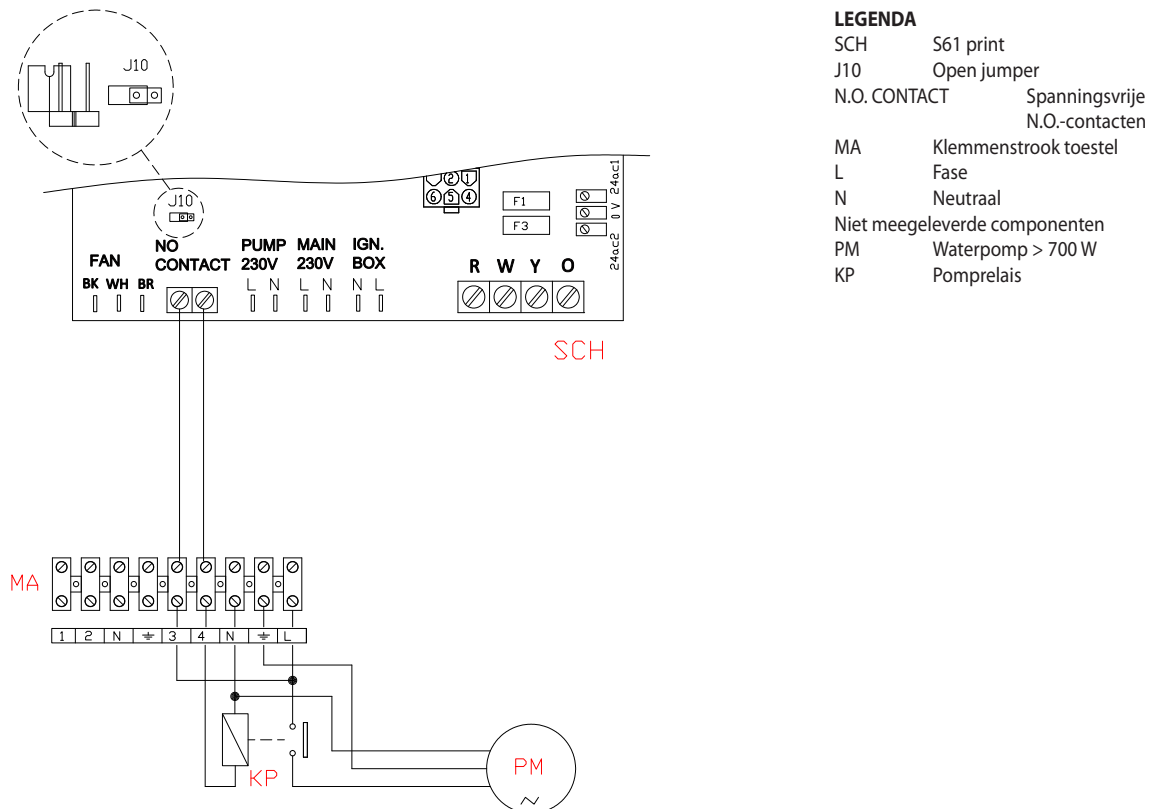 J10
J10
FAN
BK WH BR
NO
CONTACT
PUMP
230V
L N
MAIN
230V
L N
IGN.
BOX
N L
2 1
6 5 4
F1
F3
24ac2 0 V 24ac1
R W Y O
SCH
MA
1 2 N ⏚ 3 4 N ⏚ L
KP
PM
~
LEGENDA
SCH S61 print
J10 Open jumper
N.O. CONTACT Spanningsvrije
N.O.-contacten
MA Klemmenstrook toestel
L Fase
N Neutraal
Niet meegeleverde componenten
PM Waterpomp > 700 W
KP Pomprelais